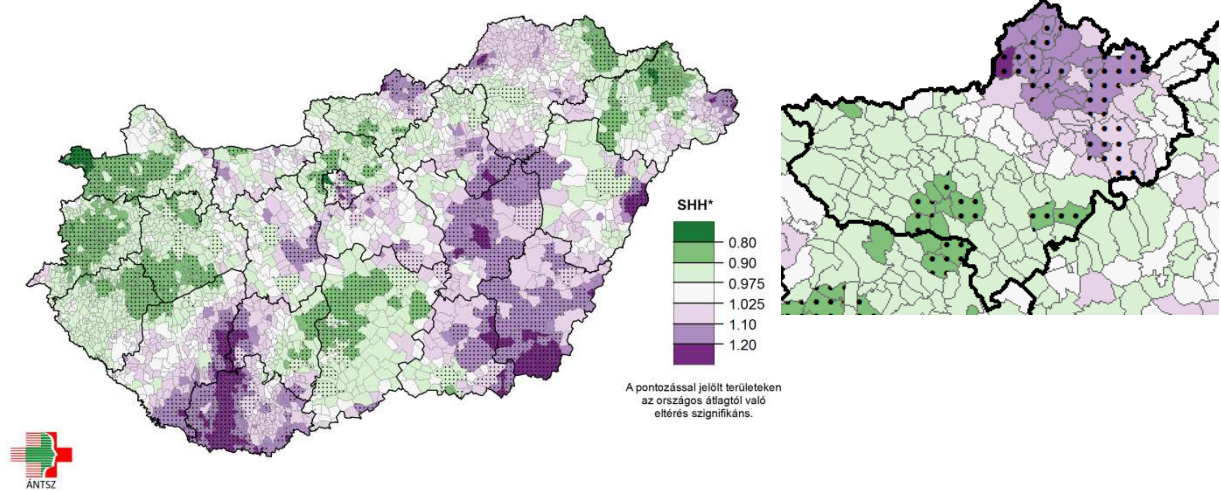 SHH*
0.80
0.90
0.975
1.025
1.10
1.20
A pontozással jelölt területeken
az országos átlagtól való
eltérés szignifikáns.
ÁNTSZ